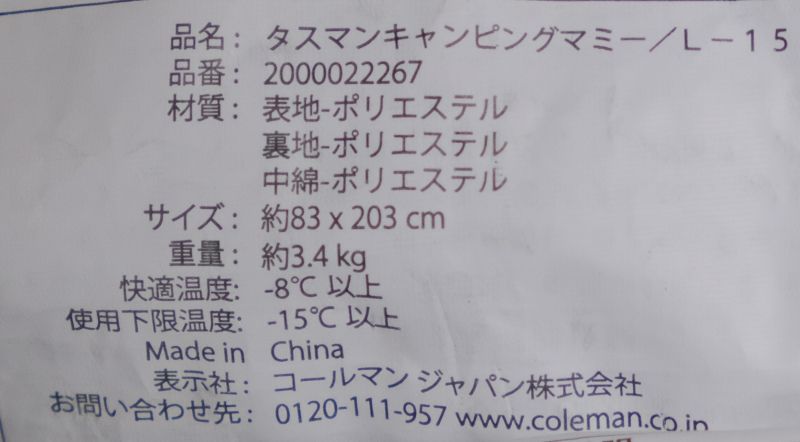 品名: タスマンキャンピングマミー／L－15
品番: 2000022267
材質: 表地-ポリエステル
裏地-ポリエステル
中綿-ポリエステル
サイズ: 約83 x 203 cm
重量: 約3.4 kg
快適温度: -8℃ 以上
使用下限温度: -15℃ 以上
Made in China
表示社: コールマン ジャパン株式会社
お問い合わせ先: 0120-111-957 www.coleman.co.jp